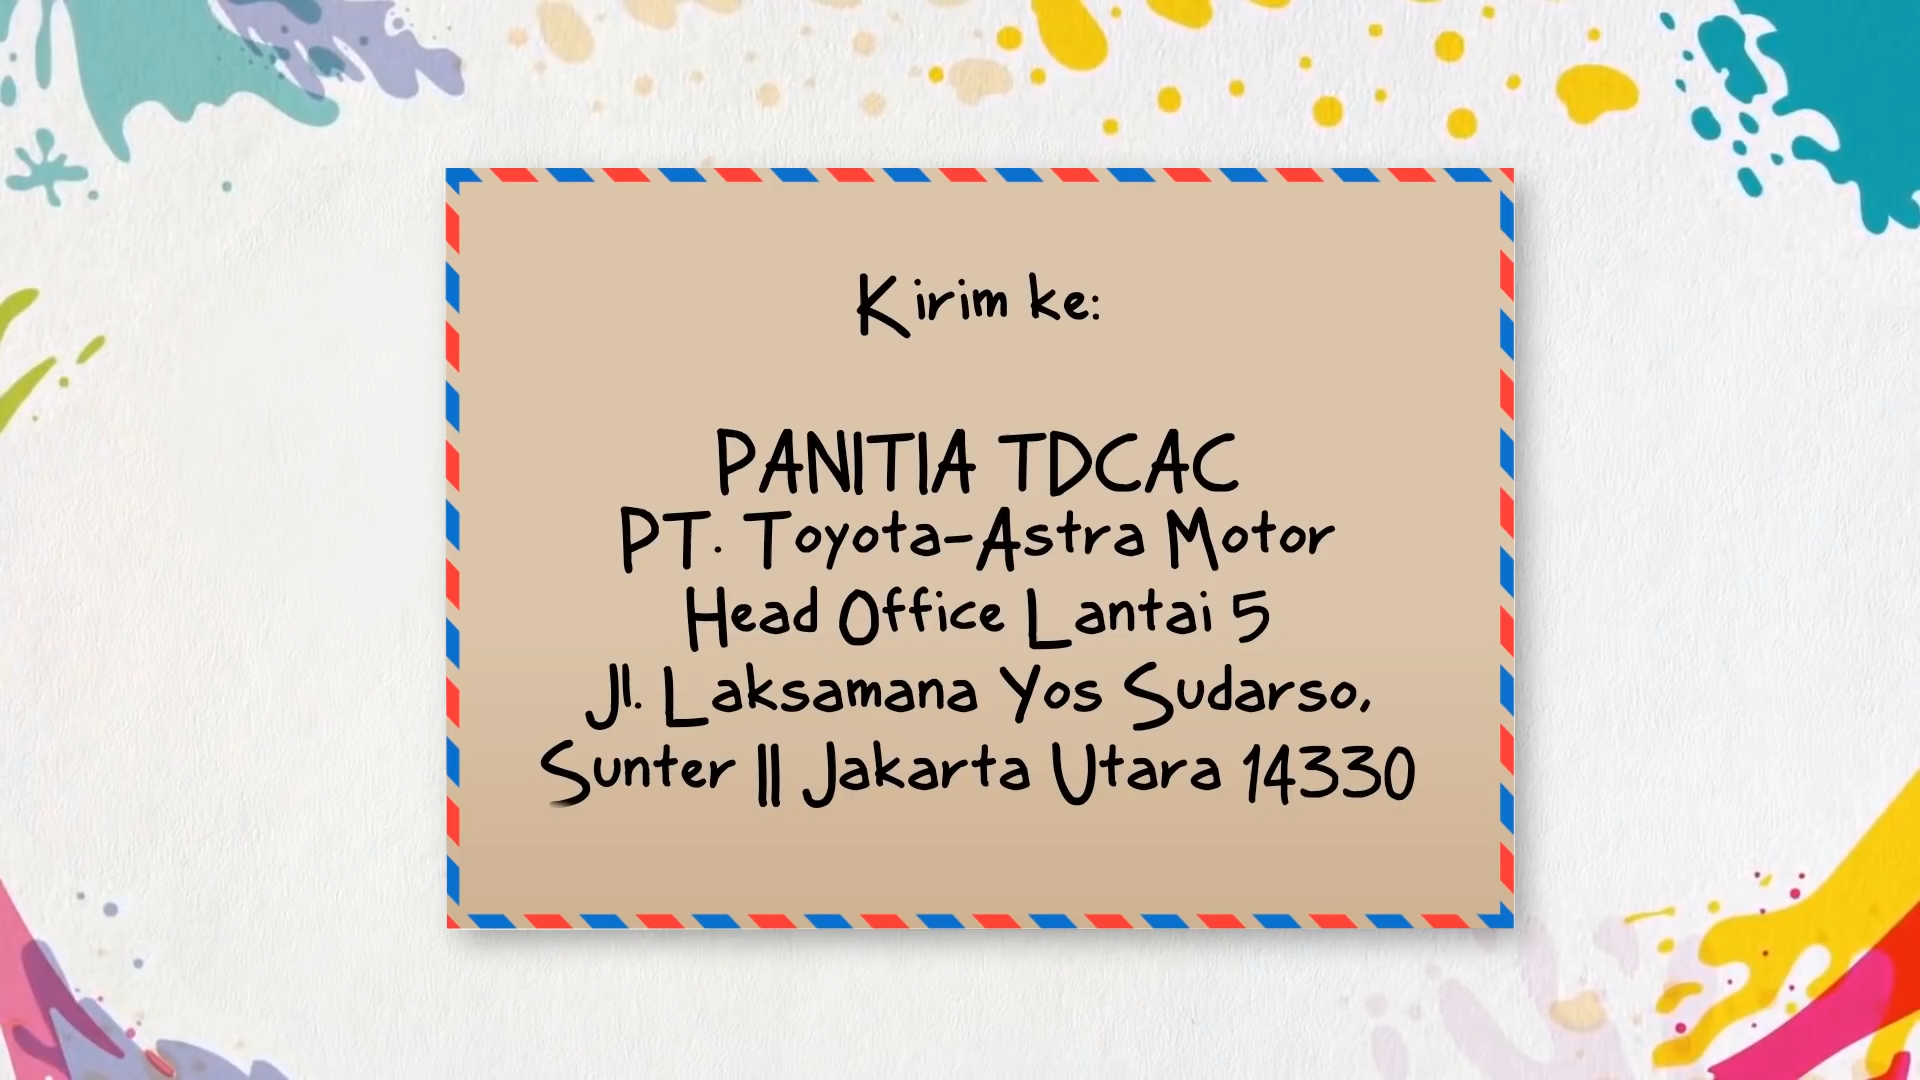 Kirim ke:
PANITIA TDCAC
PT. Toyota-Astra Motor
Head Office Lantai 5
Jl. Laksamana Yos Sudarso,
Sunter II Jakarta Utara 14330